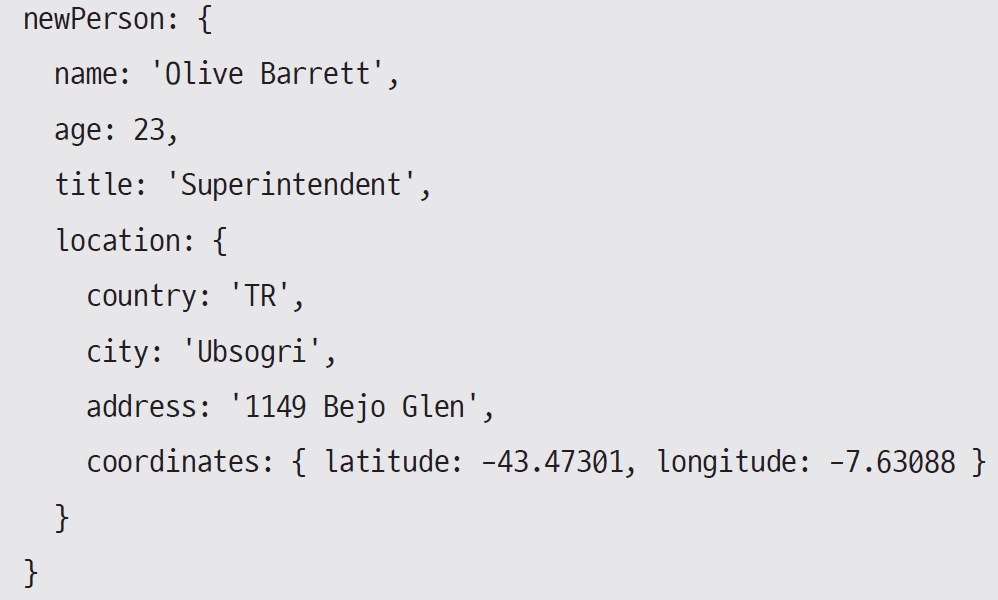 newPerson: {
  name: 'Olive Barrett',
  age: 23,
  title: 'Superintendent',
  location: {
    country: 'TR',
    city: 'Ubsogri',
    address: '1149 Bejo Glen',
    coordinates: { latitude: -43.47301, longitude: -7.63088 }
  }
}